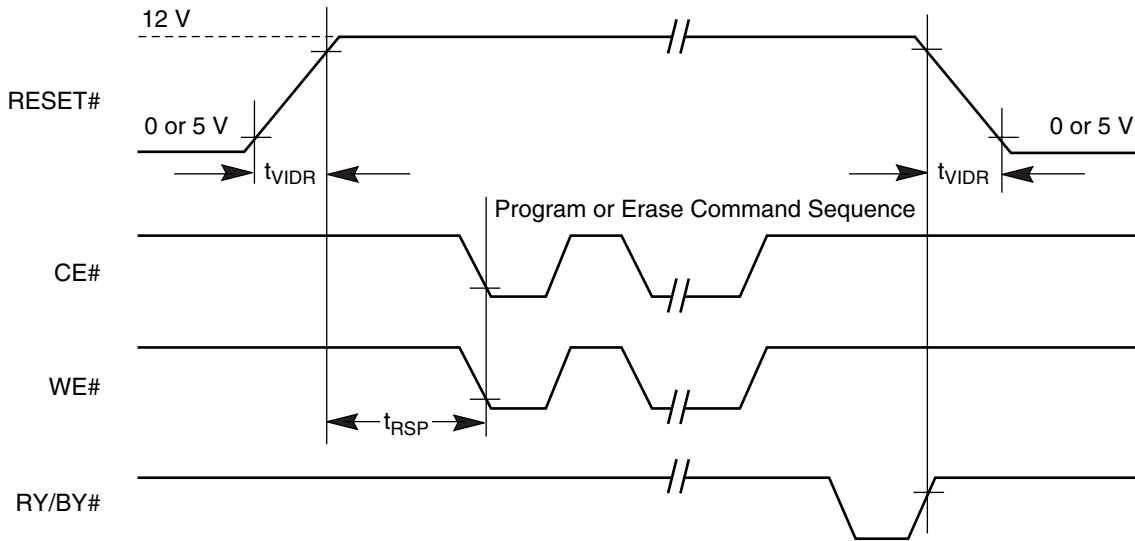 12 V
RESET#
0 or 5 V
0 or 5 V
tVIDR
tVIDR
Program or Erase Command Sequence
CE#
WE#
tRSP
RY/BY#